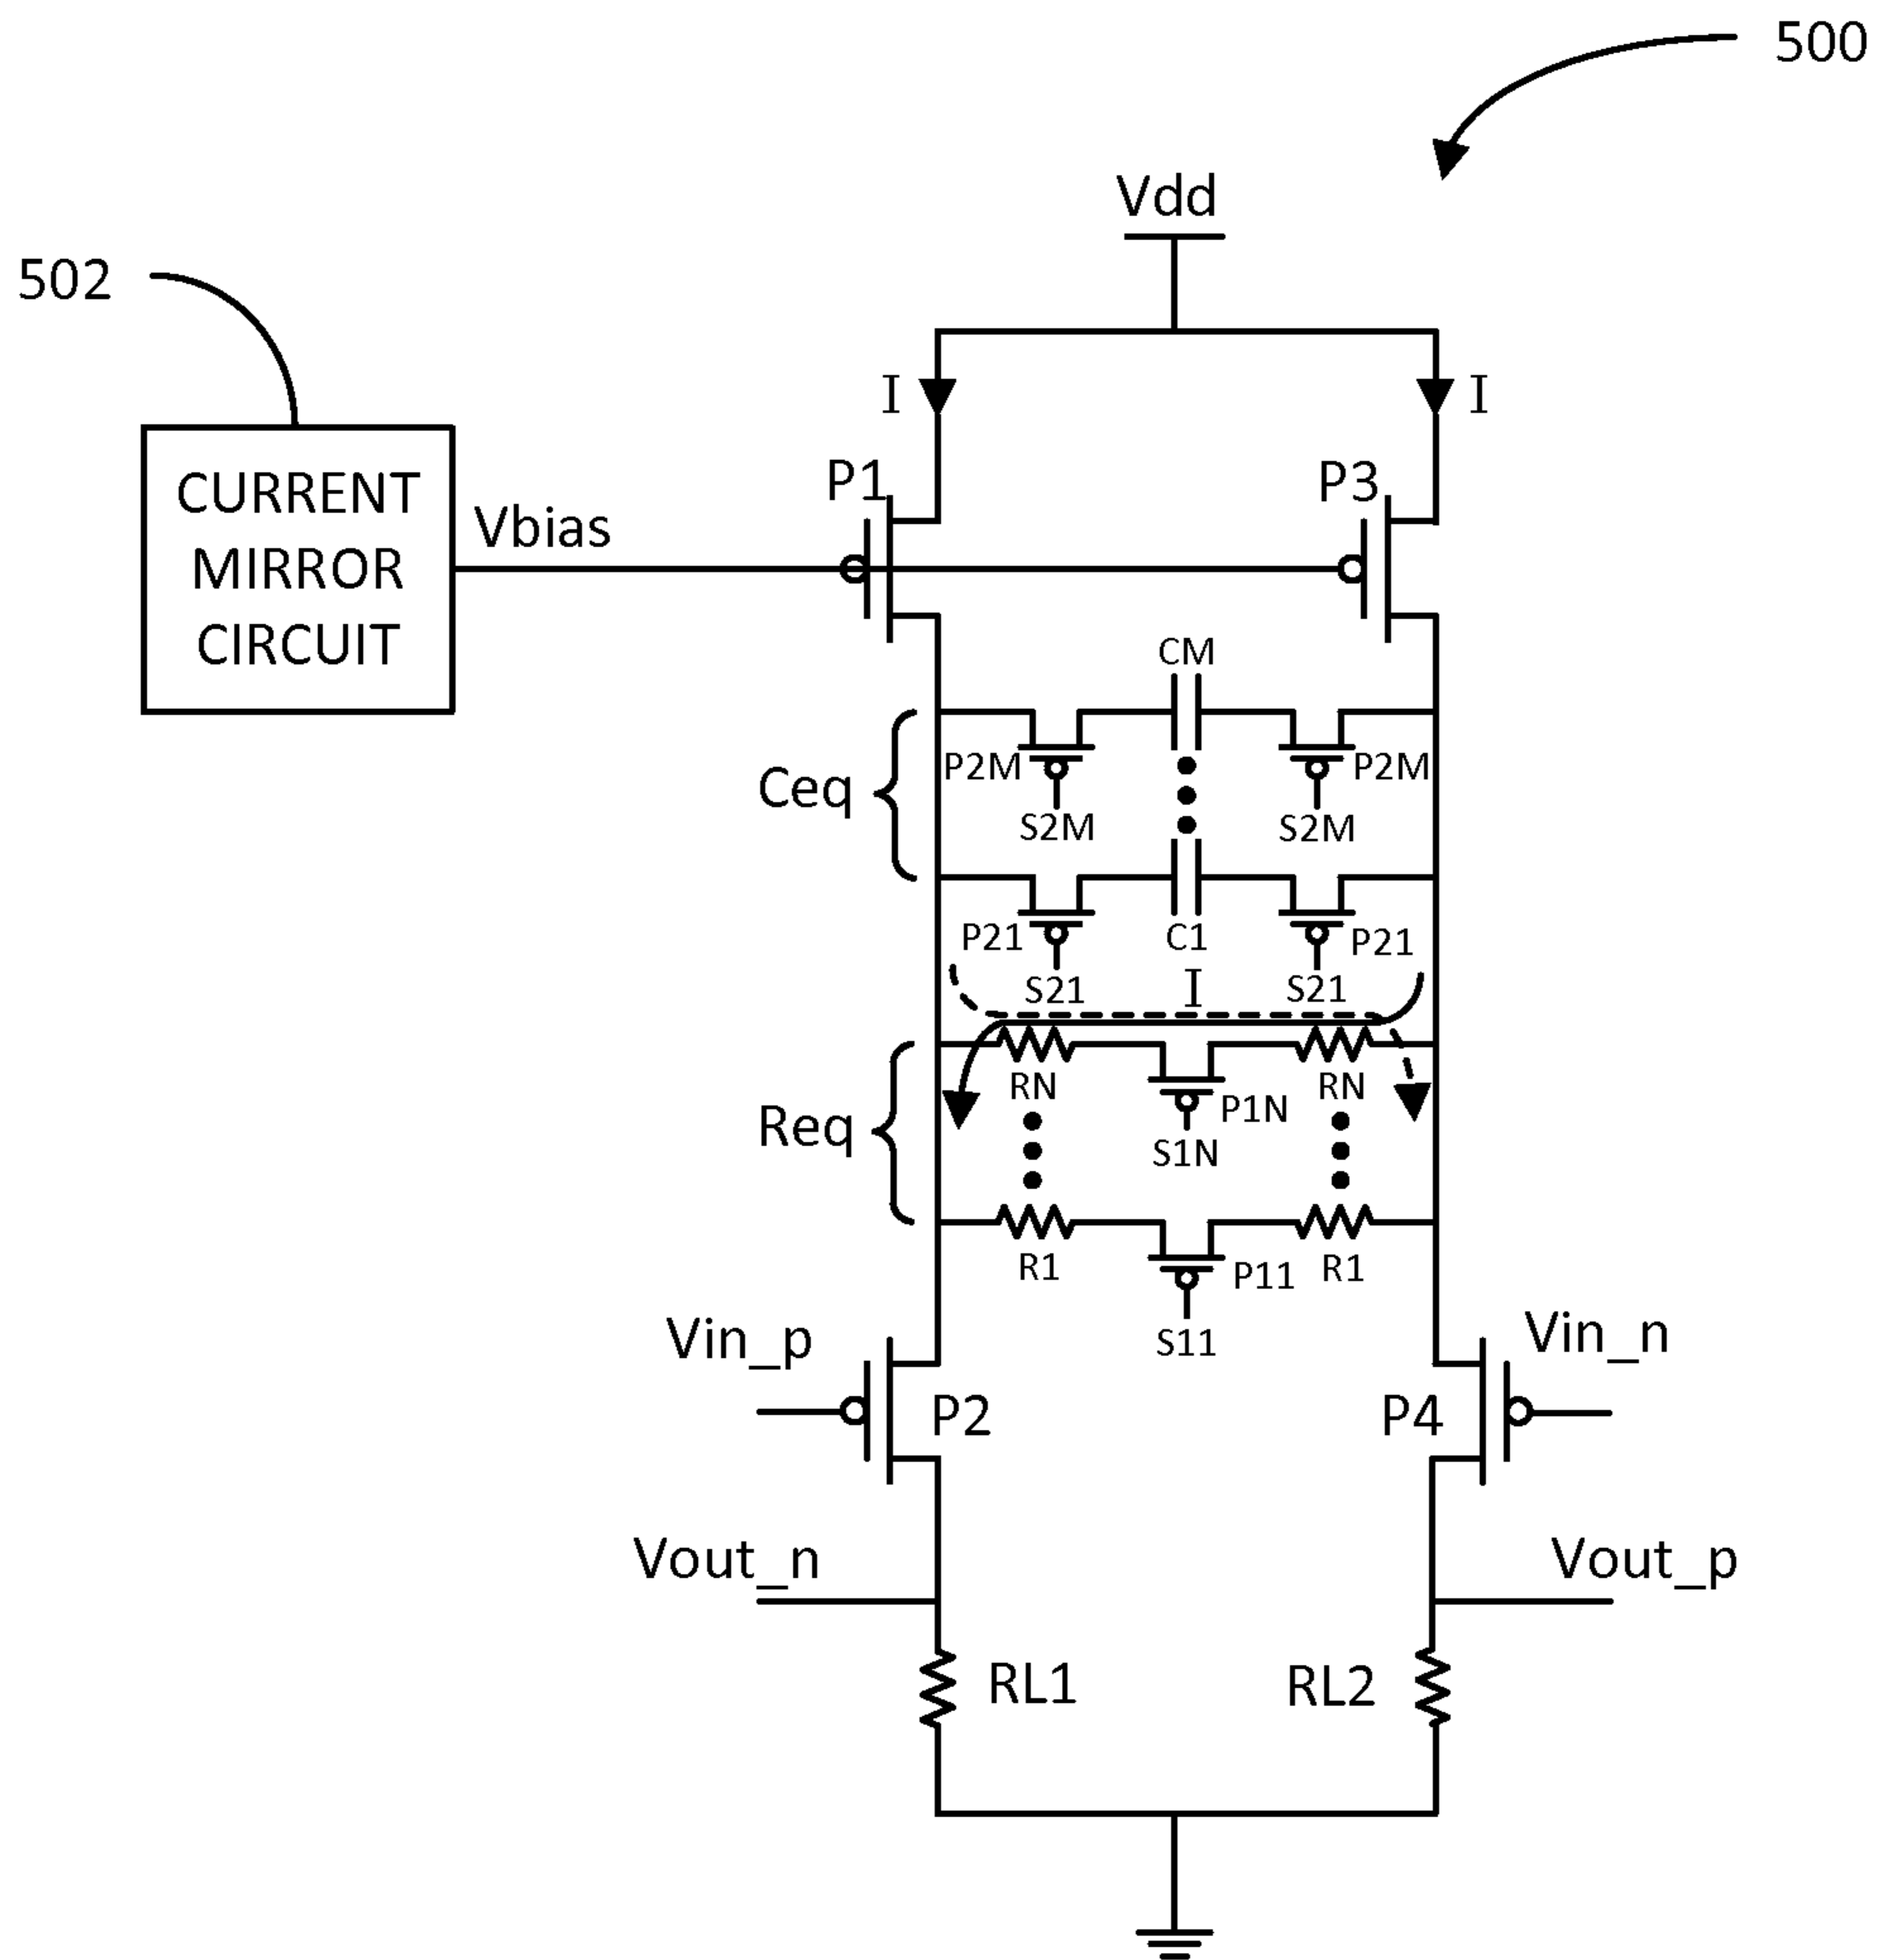 500
Vdd
502
I
I
P1
P3
CURRENT
MIRROR
CIRCUIT
Vbias
CM
P2M
P2M
Ceq
S2M
S2M
P21
C1
P21
S21
I
S21
RN
RN
P1N
Req
S1N
R1
P11
R1
S11
Vin_p
Vin_n
P2
P4
Vout_n
Vout_p
RL1
RL2